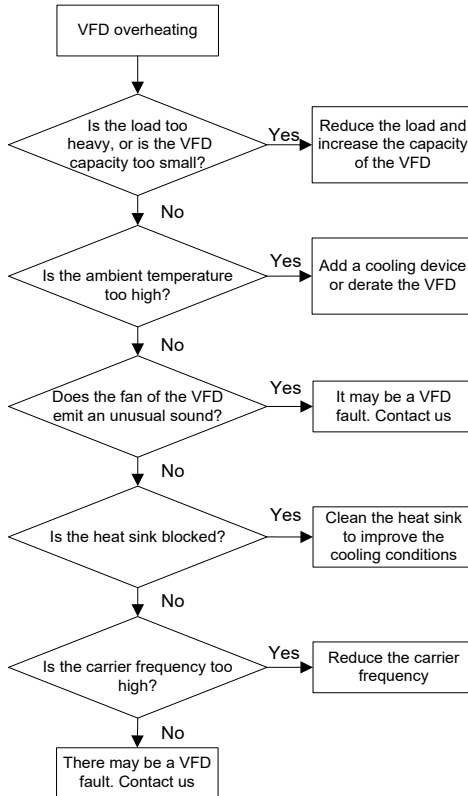 VFD overheating
Is the load too
heavy, or is the VFD
capacity too small?
Yes
Reduce the load and
increase the capacity
of the VFD
No
Is the ambient temperature
too high?
Yes
Add a cooling device
or derate the VFD
No
Does the fan of the VFD
emit an unusual sound?
Yes
It may be a VFD
fault. Contact us
No
Is the heat sink blocked?
Yes
Clean the heat sink
to improve the
cooling conditions
No
Is the carrier frequency too
high?
Yes
Reduce the carrier
frequency
No
There may be a VFD
fault. Contact us